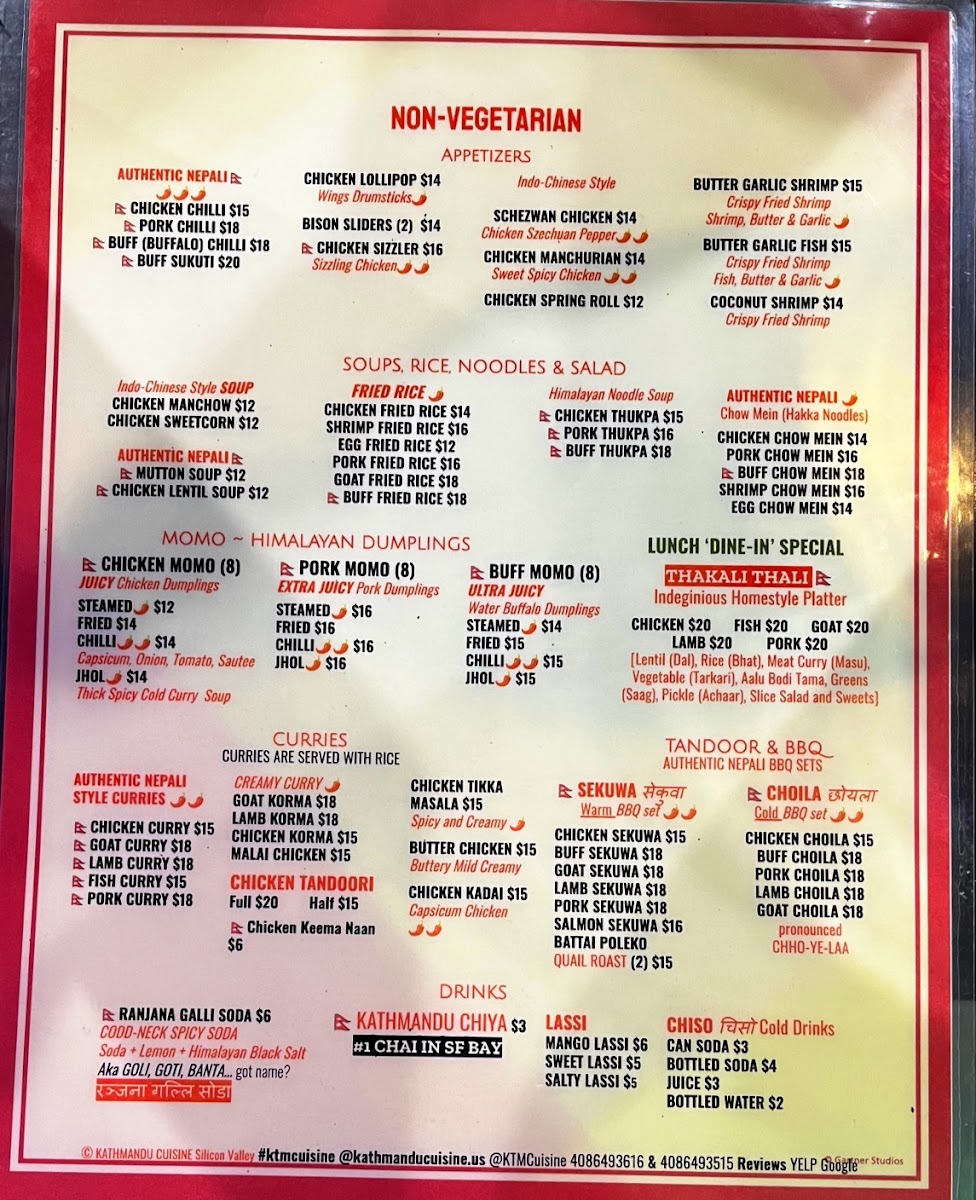 NON-VEGETARIAN
APPETIZERS
AUTHENTIC NEPALI
CHICKEN CHILLI $15
PORK CHILLI $18
BUFF (BUFFALO) CHILLI $18
BUFF SUKUTI $20
CHICKEN LOLLIPOP $14
Wings Drumsticks
BISON SLIDERS (2) $14
CHICKEN SIZZLER $16
Sizzling Chicken
Indo-Chinese Style
SCHEZWAN CHICKEN $14
Chicken Szechuan Pepper
CHICKEN MANCHURIAN $14
Sweet Spicy Chicken
CHICKEN SPRING ROLL $12
BUTTER GARLIC SHRIMP $15
Crispy Fried Shrimp
Shrimp, Butter & Garlic
BUTTER GARLIC FISH $15
Crispy Fried Shrimp
Fish, Butter & Garlic
COCONUT SHRIMP $14
Crispy Fried Shrimp
SOUPS, RICE, NOODLES & SALAD
Indo-Chinese Style SOUP
CHICKEN MANCHOW $12
CHICKEN SWEETCORN $12
AUTHENTIC NEPALI
MUTTON SOUP $12
CHICKEN LENTIL SOUP $12
FRIED RICE
CHICKEN FRIED RICE $14
SHRIMP FRIED RICE $16
EGG FRIED RICE $12
PORK FRIED RICE $16
GOAT FRIED RICE $18
BUFF FRIED RICE $18
Himalayan Noodle Soup
CHICKEN THUKPA $15
PORK THUKPA $16
BUFF THUKPA $18
AUTHENTIC NEPALI
Chow Mein (Hakka Noodles)
CHICKEN CHOW MEIN $14
PORK CHOW MEIN $16
BUFF CHOW MEIN $18
SHRIMP CHOW MEIN $16
EGG CHOW MEIN $14
MOMO ~ HIMALAYAN DUMPLINGS
CHICKEN MOMO (8)
JUICY Chicken Dumplings
STEAMED $12
FRIED $14
CHILLI $14
Capsicum, Onion, Tomato, Sautee
JHOL $14
Thick Spicy Cold Curry Soup
PORK MOMO (8)
EXTRA JUICY Pork Dumplings
STEAMED $16
FRIED $16
CHILLI $16
JHOL $16
BUFF MOMO (8)
ULTRA JUICY
Water Buffalo Dumplings
STEAMED $14
FRIED $15
CHILLI $15
JHOL $15
LUNCH ‘DINE-IN’ SPECIAL
THAKALI THALI
Indeginious Homestyle Platter
CHICKEN $20 FISH $20 GOAT $20
LAMB $20 PORK $20
[Lentil (Dal), Rice (Bhat), Meat Curry (Masu),
Vegetable (Tarkari), Aalu Bodi Tama, Greens
(Saag), Pickle (Achaar), Slice Salad and Sweets]
CURRIES
CURRIES ARE SERVED WITH RICE
AUTHENTIC NEPALI
STYLE CURRIES
CHICKEN CURRY $15
GOAT CURRY $18
LAMB CURRY $18
FISH CURRY $15
PORK CURRY $18
CREAMY CURRY
GOAT KORMA $18
LAMB KORMA $18
CHICKEN KORMA $15
MALAI CHICKEN $15
CHICKEN TANDOORI
Full $20 Half $15
Chicken Keema Naan
$6
CHICKEN TIKKA
MASALA $15
Spicy and Creamy
BUTTER CHICKEN $15
Buttery Mild Creamy
CHICKEN KADAI $15
Capsicum Chicken
TANDOOR & BBQ
AUTHENTIC NEPALI BBQ SETS
SEKUWA सेकुवा
Warm BBQ set
CHICKEN SEKUWA $15
BUFF SEKUWA $18
GOAT SEKUWA $18
LAMB SEKUWA $18
PORK SEKUWA $18
SALMON SEKUWA $16
BATTAI POLEKO
QUAIL ROAST (2) $15
CHOILA छोयला
Cold BBQ set
CHICKEN CHOILA $15
BUFF CHOILA $18
PORK CHOILA $18
LAMB CHOILA $18
GOAT CHOILA $18
pronounced
CHHO-YE-LAA
DRINKS
RANJANA GALLI SODA $6
CODD-NECK SPICY SODA
Soda + Lemon + Himalayan Black Salt
Aka GOLI, GOTI, BANTA... got name?
रञ्जना गल्लि सोडा
KATHMANDU CHIYA $3
#1 CHAI IN SF BAY
LASSI
MANGO LASSI $6
SWEET LASSI $5
SALTY LASSI $5
CHISO चिसो Cold Drinks
CAN SODA $3
BOTTLED SODA $4
JUICE $3
BOTTLED WATER $2
© KATHMANDU CUISINE Silicon Valley #ktmcuisine @kathmanducuisine.us @KTMCuisine 4086493616 & 4086493515 Reviews YELP Google
© Gartner Studios